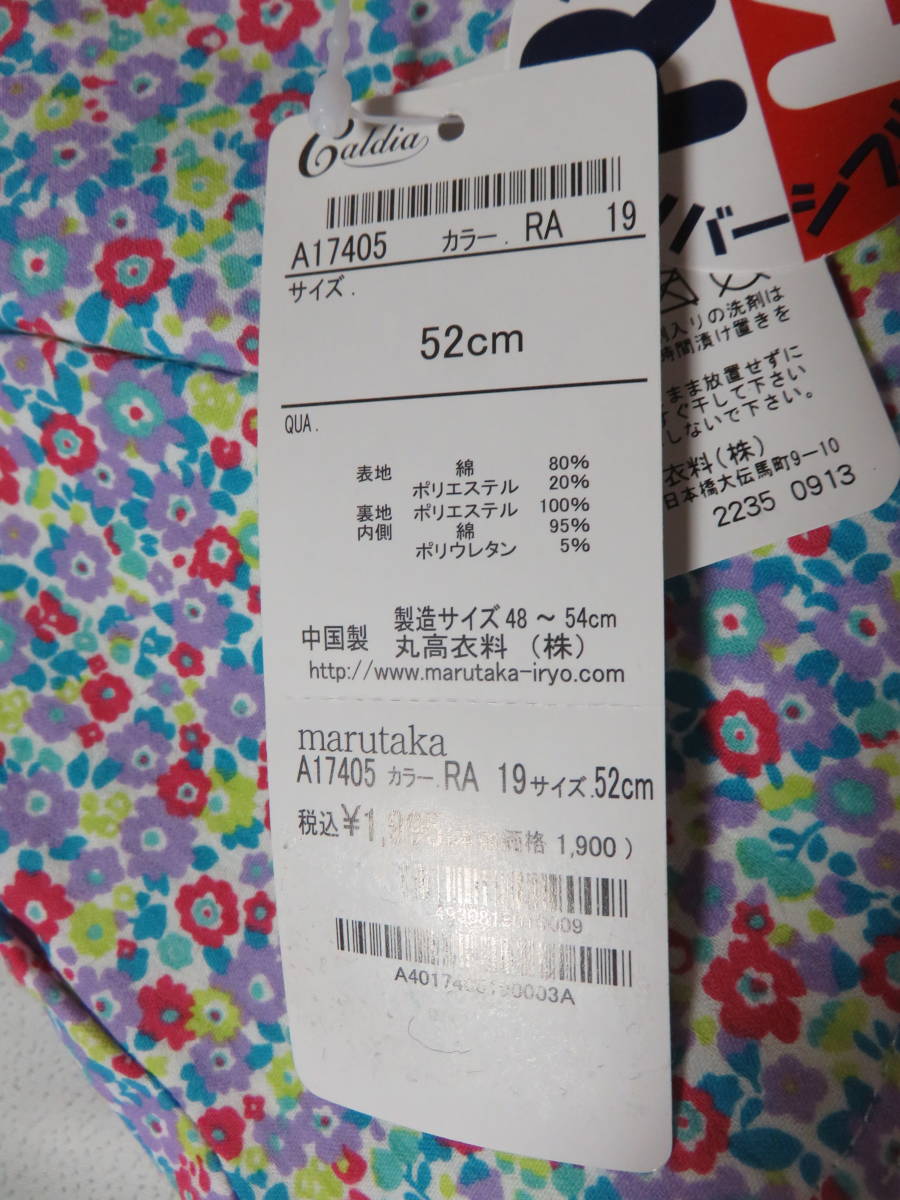 Caldia
A17405 カラー. RA 19
サイズ.
52cm
QUA.
表地 綿 80%
ポリエステル 20%
裏地 ポリエステル 100%
内側 綿 95%
ポリウレタン 5%
製造サイズ 48 ~ 54cm
中国製 丸高衣料 (株)
http://www.marutaka-iryo.com
marutaka
A17405 カラー. RA 19 サイズ. 52cm
税込 ¥1, 価格 1,900 )
バーシ
入りの洗剤は
時間漬け置きを
まま放置せずに
ぐ干して下さい
しないで下さい。
衣料(株)
日本橋大伝馬町9-10
2235 0913